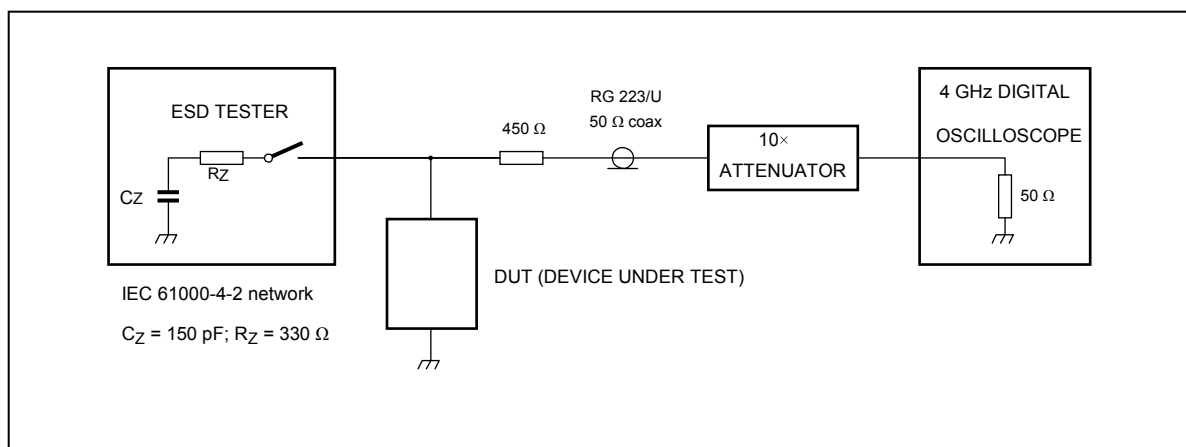 ESD TESTER
RZ
CZ
IEC 61000-4-2 network
CZ = 150 pF; RZ = 330 Ω
450 Ω
RG 223/U
50 Ω coax
10×
ATTENUATOR
4 GHz DIGITAL
OSCILLOSCOPE
50 Ω
DUT (DEVICE UNDER TEST)